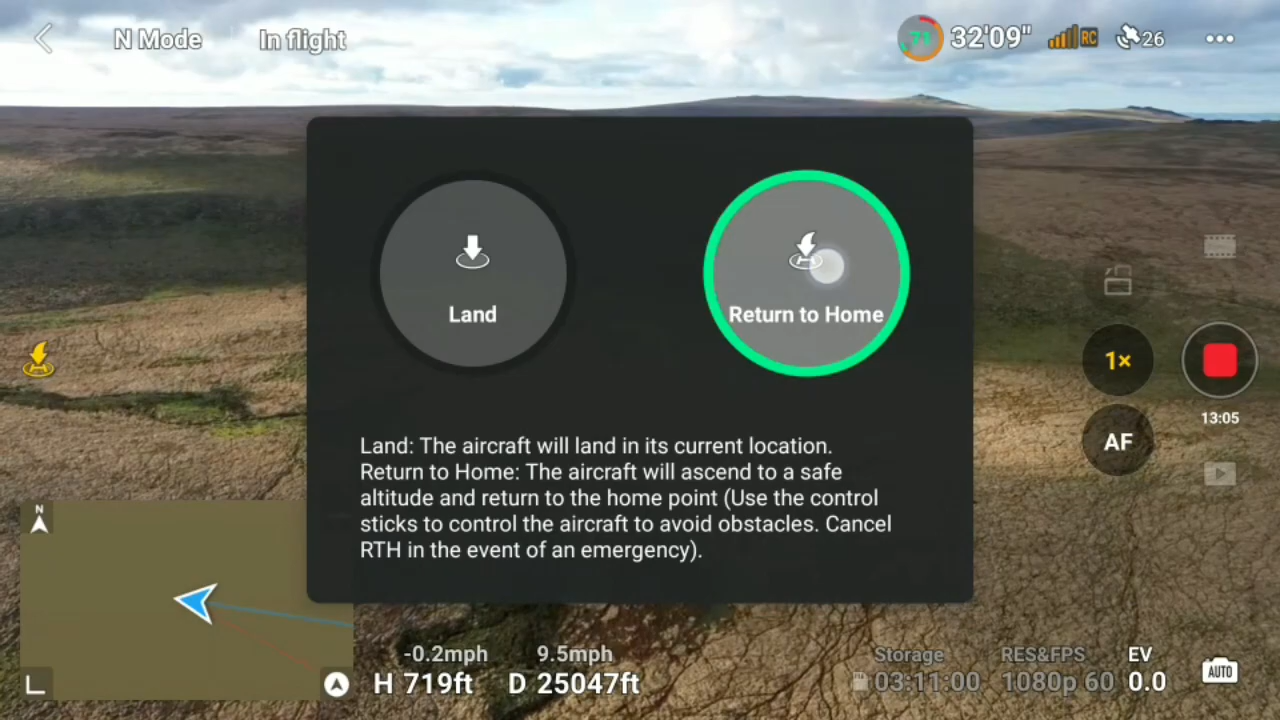 N Mode
In flight
71
32'09"
RC
26
Land
Return to Home
Land: The aircraft will land in its current location.
Return to Home: The aircraft will ascend to a safe
altitude and return to the home point (Use the control
sticks to control the aircraft to avoid obstacles. Cancel
RTH in the event of an emergency).
1×
13:05
AF
N
-0.2mph
9.5mph
H 719ft
D 25047ft
Storage
03:11:00
RES&FPS
1080p 60
EV
0.0
AUTO